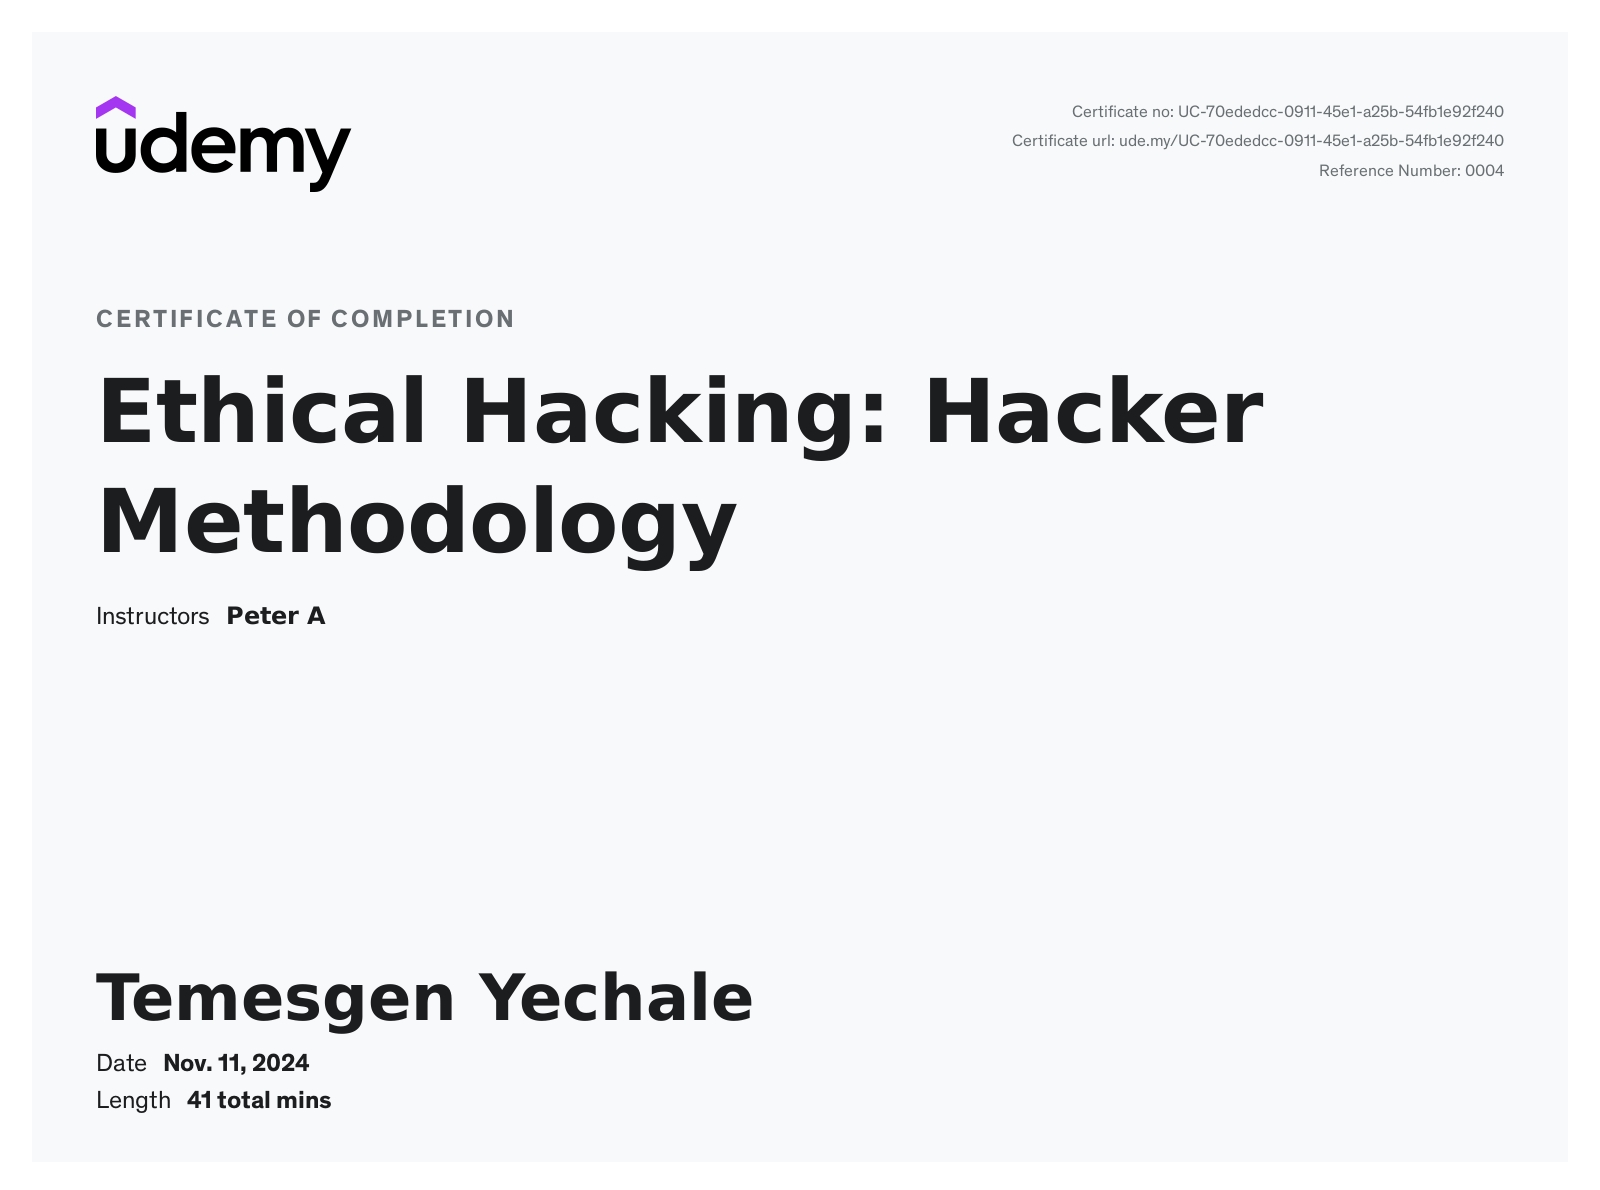 udemy
Certificate no: UC-70ededcc-0911-45e1-a25b-54fb1e92f240
Certificate url: ude.my/UC-70ededcc-0911-45e1-a25b-54fb1e92f240
Reference Number: 0004
CERTIFICATE OF COMPLETION
Ethical Hacking: Hacker
Methodology
Instructors Peter A
Temesgen Yechale
Date Nov. 11, 2024
Length 41 total mins